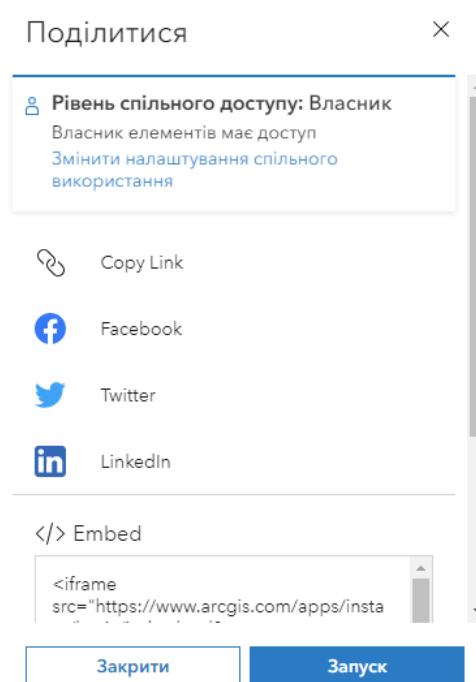 Поділитися
Рівень спільного доступу: Власник
Власник елементів має доступ
Змінити налаштування спільного
використання
Copy Link
Facebook
Twitter
LinkedIn
</> Embed
<iframe
src="https://www.arcgis.com/apps/insta
Закрити
Запуск